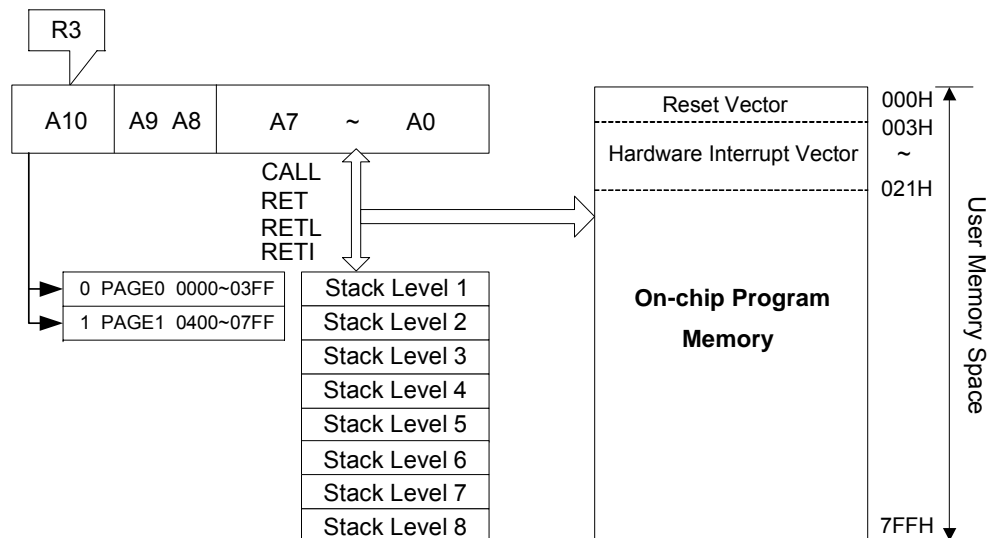 R3
A10 A9 A8 A7 ~ A0
CALL
RET
RETL
RETI
0 PAGE0 0000~03FF
1 PAGE1 0400~07FF
Stack Level 1
Stack Level 2
Stack Level 3
Stack Level 4
Stack Level 5
Stack Level 6
Stack Level 7
Stack Level 8
Reset Vector
Hardware Interrupt Vector
On-chip Program
Memory
000H
003H
~
021H
7FFH
User Memory Space